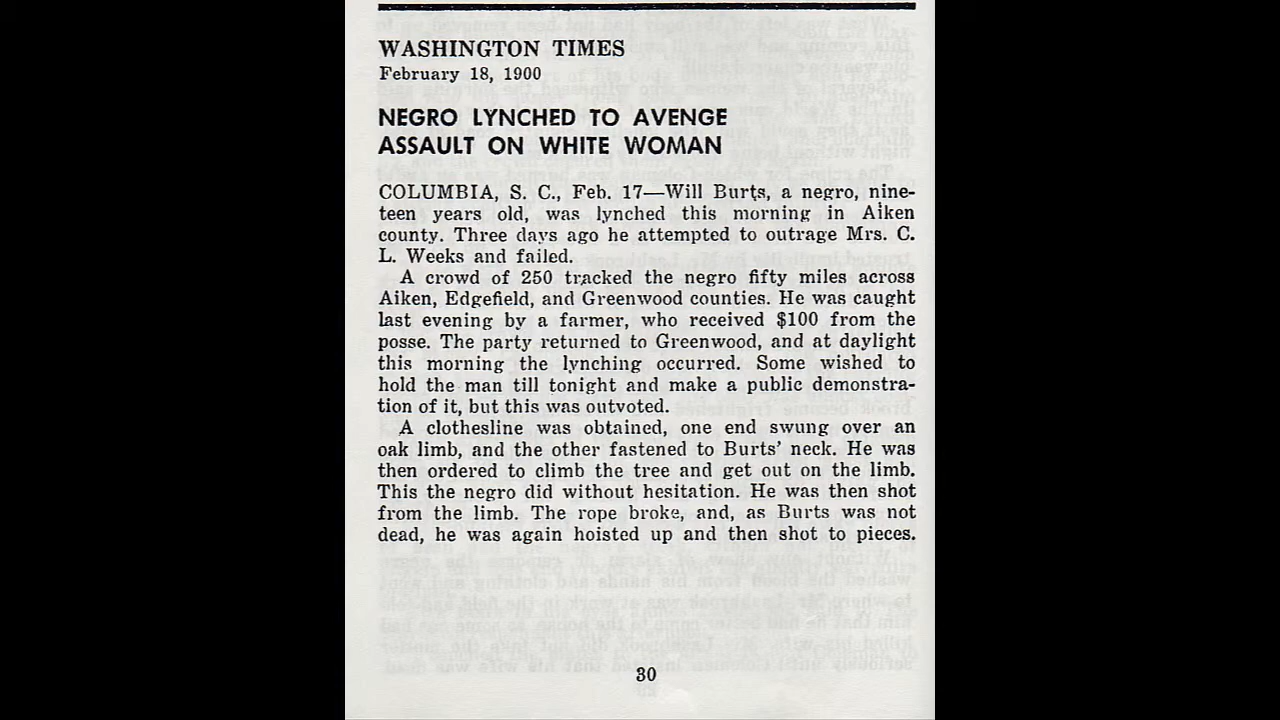 WASHINGTON TIMES
February 18, 1900
NEGRO LYNCHED TO AVENGE
ASSAULT ON WHITE WOMAN
COLUMBIA, S. C., Feb. 17—Will Burts, a negro, nine-
teen years old, was lynched this morning in Aiken
county. Three days ago he attempted to outrage Mrs. C.
L. Weeks and failed.
A crowd of 250 tracked the negro fifty miles across
Aiken, Edgefield, and Greenwood counties. He was caught
last evening by a farmer, who received $100 from the
posse. The party returned to Greenwood, and at daylight
this morning the lynching occurred. Some wished to
hold the man till tonight and make a public demonstra-
tion of it, but this was outvoted.
A clothesline was obtained, one end swung over an
oak limb, and the other fastened to Burts' neck. He was
then ordered to climb the tree and get out on the limb.
This the negro did without hesitation. He was then shot
from the limb. The rope broke, and, as Burts was not
dead, he was again hoisted up and then shot to pieces.
30